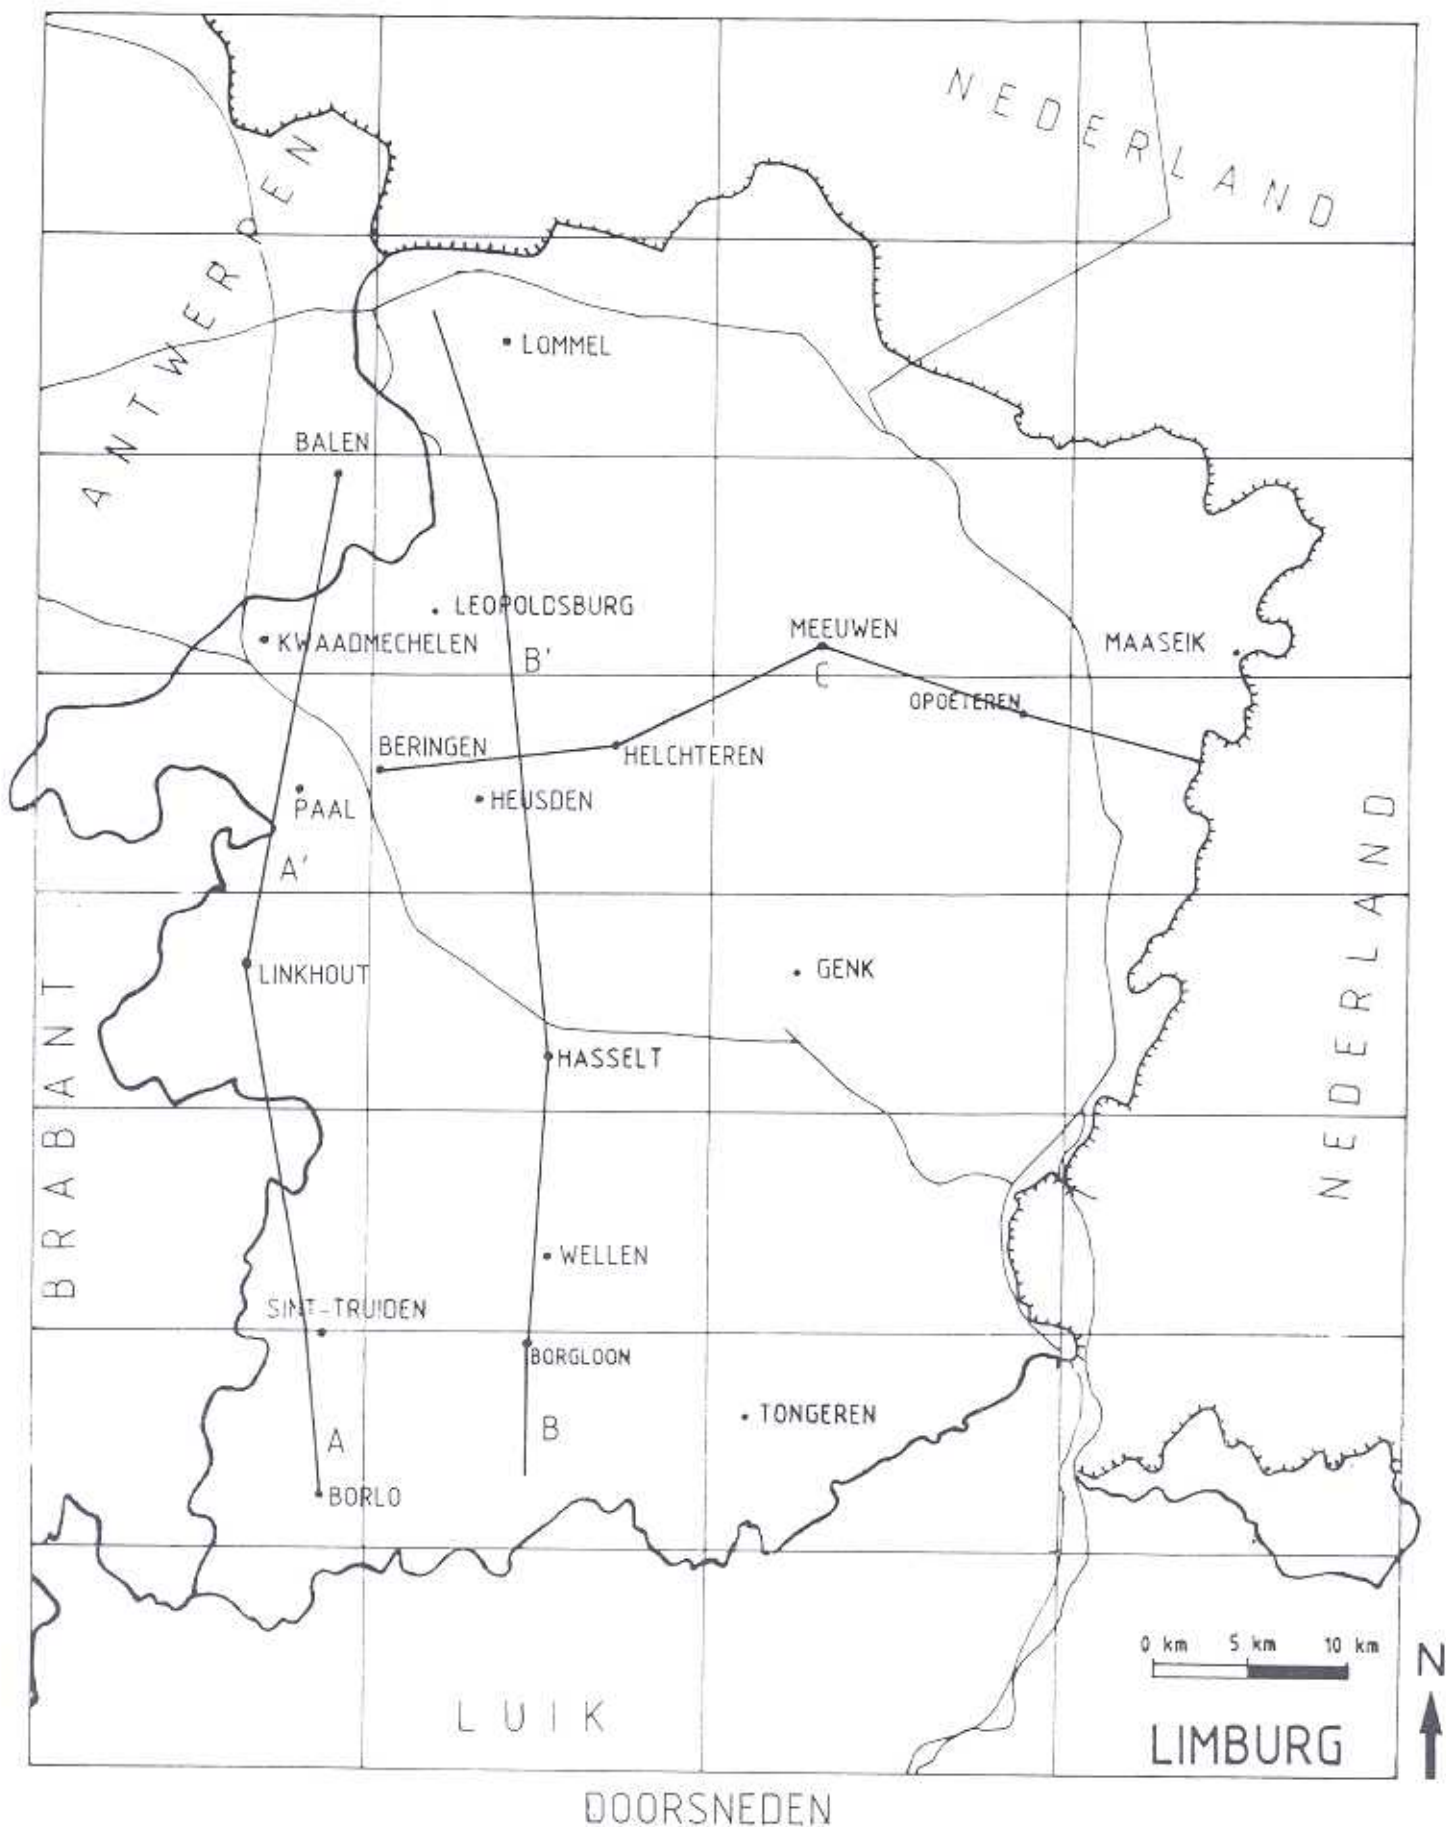 NEDERLAND
ANTWERPEN
LOMMEL
BALEN
LEOPOLDSBURG
KWAADMECHELEN
B'
MEEUWEN
MAASEIK
C
OPOETEREN
BERINGEN
HELCHTEREN
HEUSDEN
PAAL
A'
NEDERLAND
LINKHOUT
GENK
BRABANT
HASSELT
WELLEN
SINT-TRUIDEN
BORGLOON
TONGEREN
A
B
BORLO
0 km 5 km 10 km
N
LUIK
LIMBURG
DOORSNEDEN